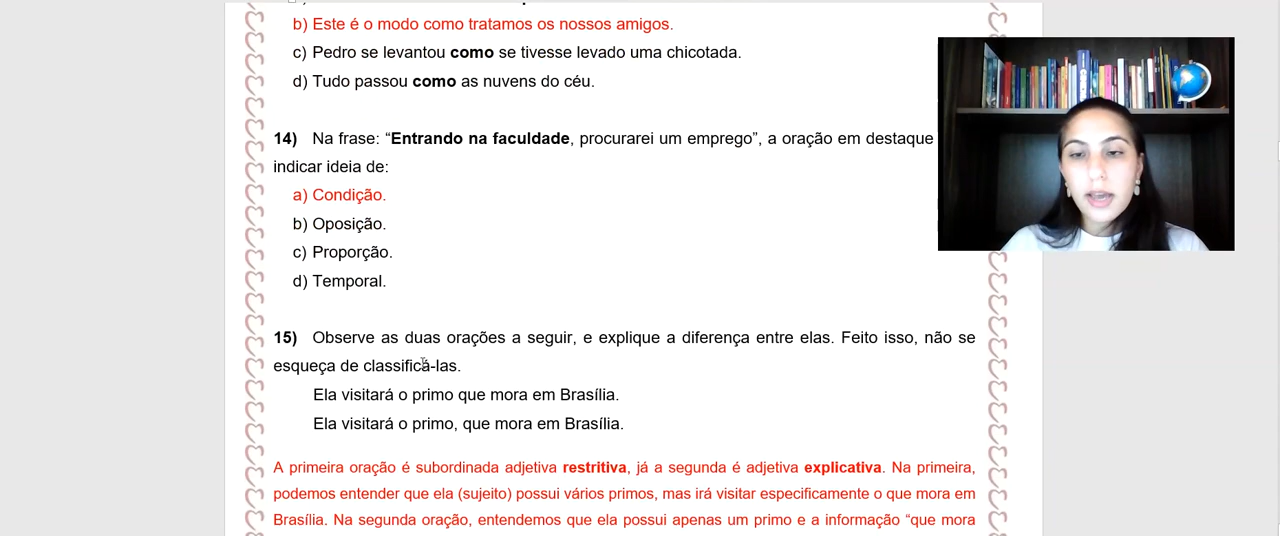 b) Este é o modo como tratamos os nossos amigos.
c) Pedro se levantou como se tivesse levado uma chicotada.
d) Tudo passou como as nuvens do céu.
14) Na frase: “Entrando na faculdade, procurarei um emprego”, a oração em destaque
indicar ideia de:
a) Condição.
b) Oposição.
c) Proporção.
d) Temporal.
15) Observe as duas orações a seguir, e explique a diferença entre elas. Feito isso, não se
esqueça de classificá-las.
Ela visitará o primo que mora em Brasília.
Ela visitará o primo, que mora em Brasília.
A primeira oração é subordinada adjetiva restritiva, já a segunda é adjetiva explicativa. Na primeira,
podemos entender que ela (sujeito) possui vários primos, mas irá visitar especificamente o que mora em
Brasília. Na segunda oração, entendemos que ela possui apenas um primo e a informação “que mora